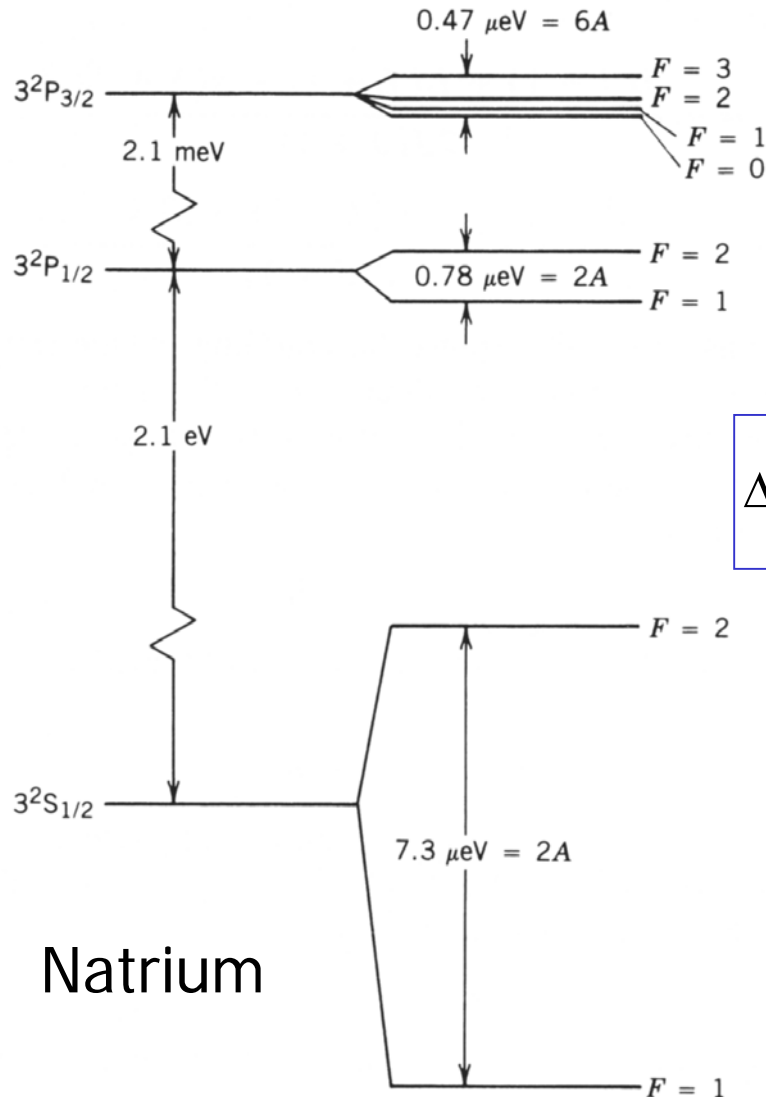 0.47 μeV = 6A
F = 3
3²P₃/₂
F = 2
F = 1
2.1 meV
F = 0
F = 2
3²P₁/₂
0.78 μeV = 2A
F = 1
2.1 eV
Δ
F = 2
3²S₁/₂
7.3 μeV = 2A
Natrium
F = 1